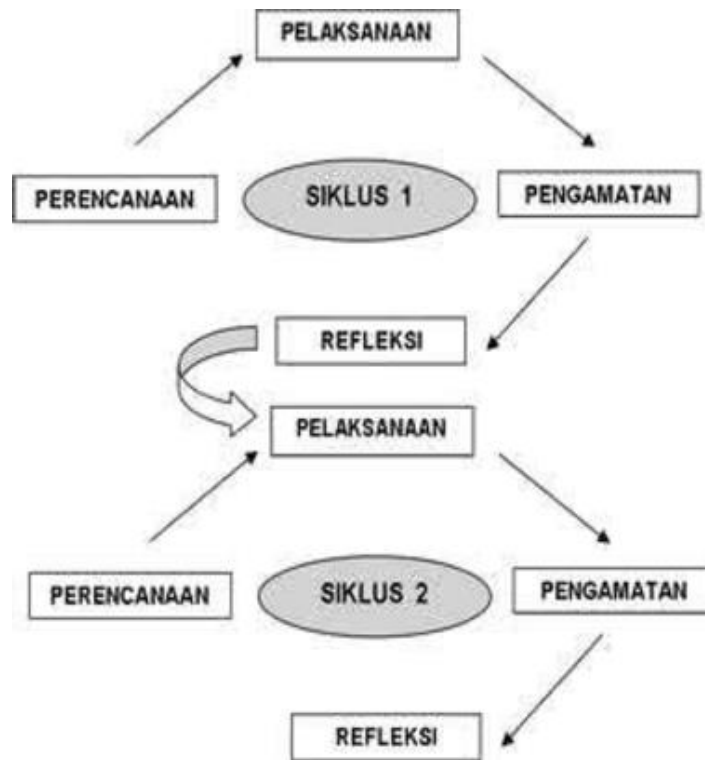 PELAKSANAAN
PERENCANAAN
SIKLUS 1
PENGAMATAN
REFLEKSI
PELAKSANAAN
PERENCANAAN
SIKLUS 2
PENGAMATAN
REFLEKSI